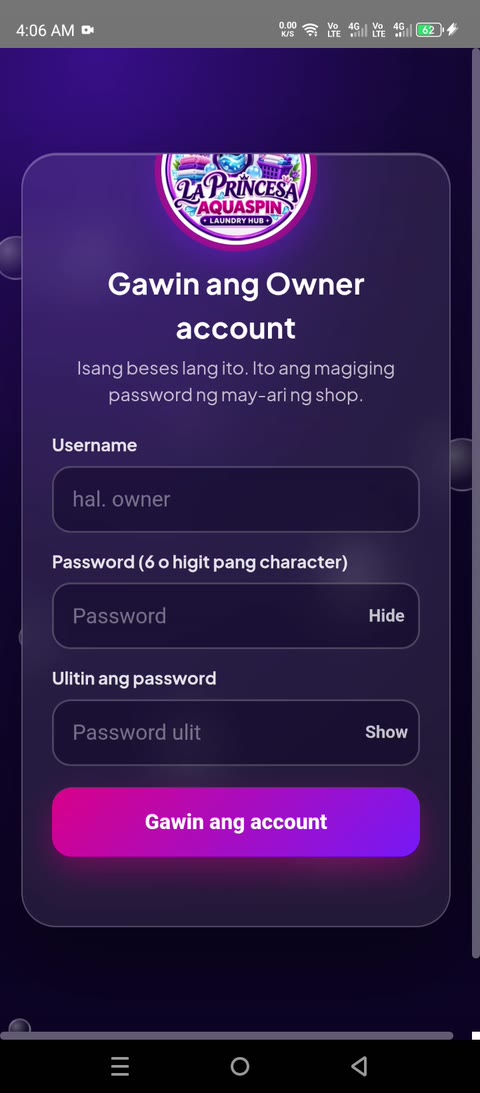 4:06 AM
0.00 K/S
Vo LTE 4G Vo LTE 4G 62
LA PRINCESA
AQUASPIN
LAUNDRY HUB
Gawin ang Owner
account
Isang beses lang ito. Ito ang magiging
password ng may-ari ng shop.
Username
hal. owner
Password (6 o higit pang character)
Password
Hide
Ulitin ang password
Password ulit
Show
Gawin ang account